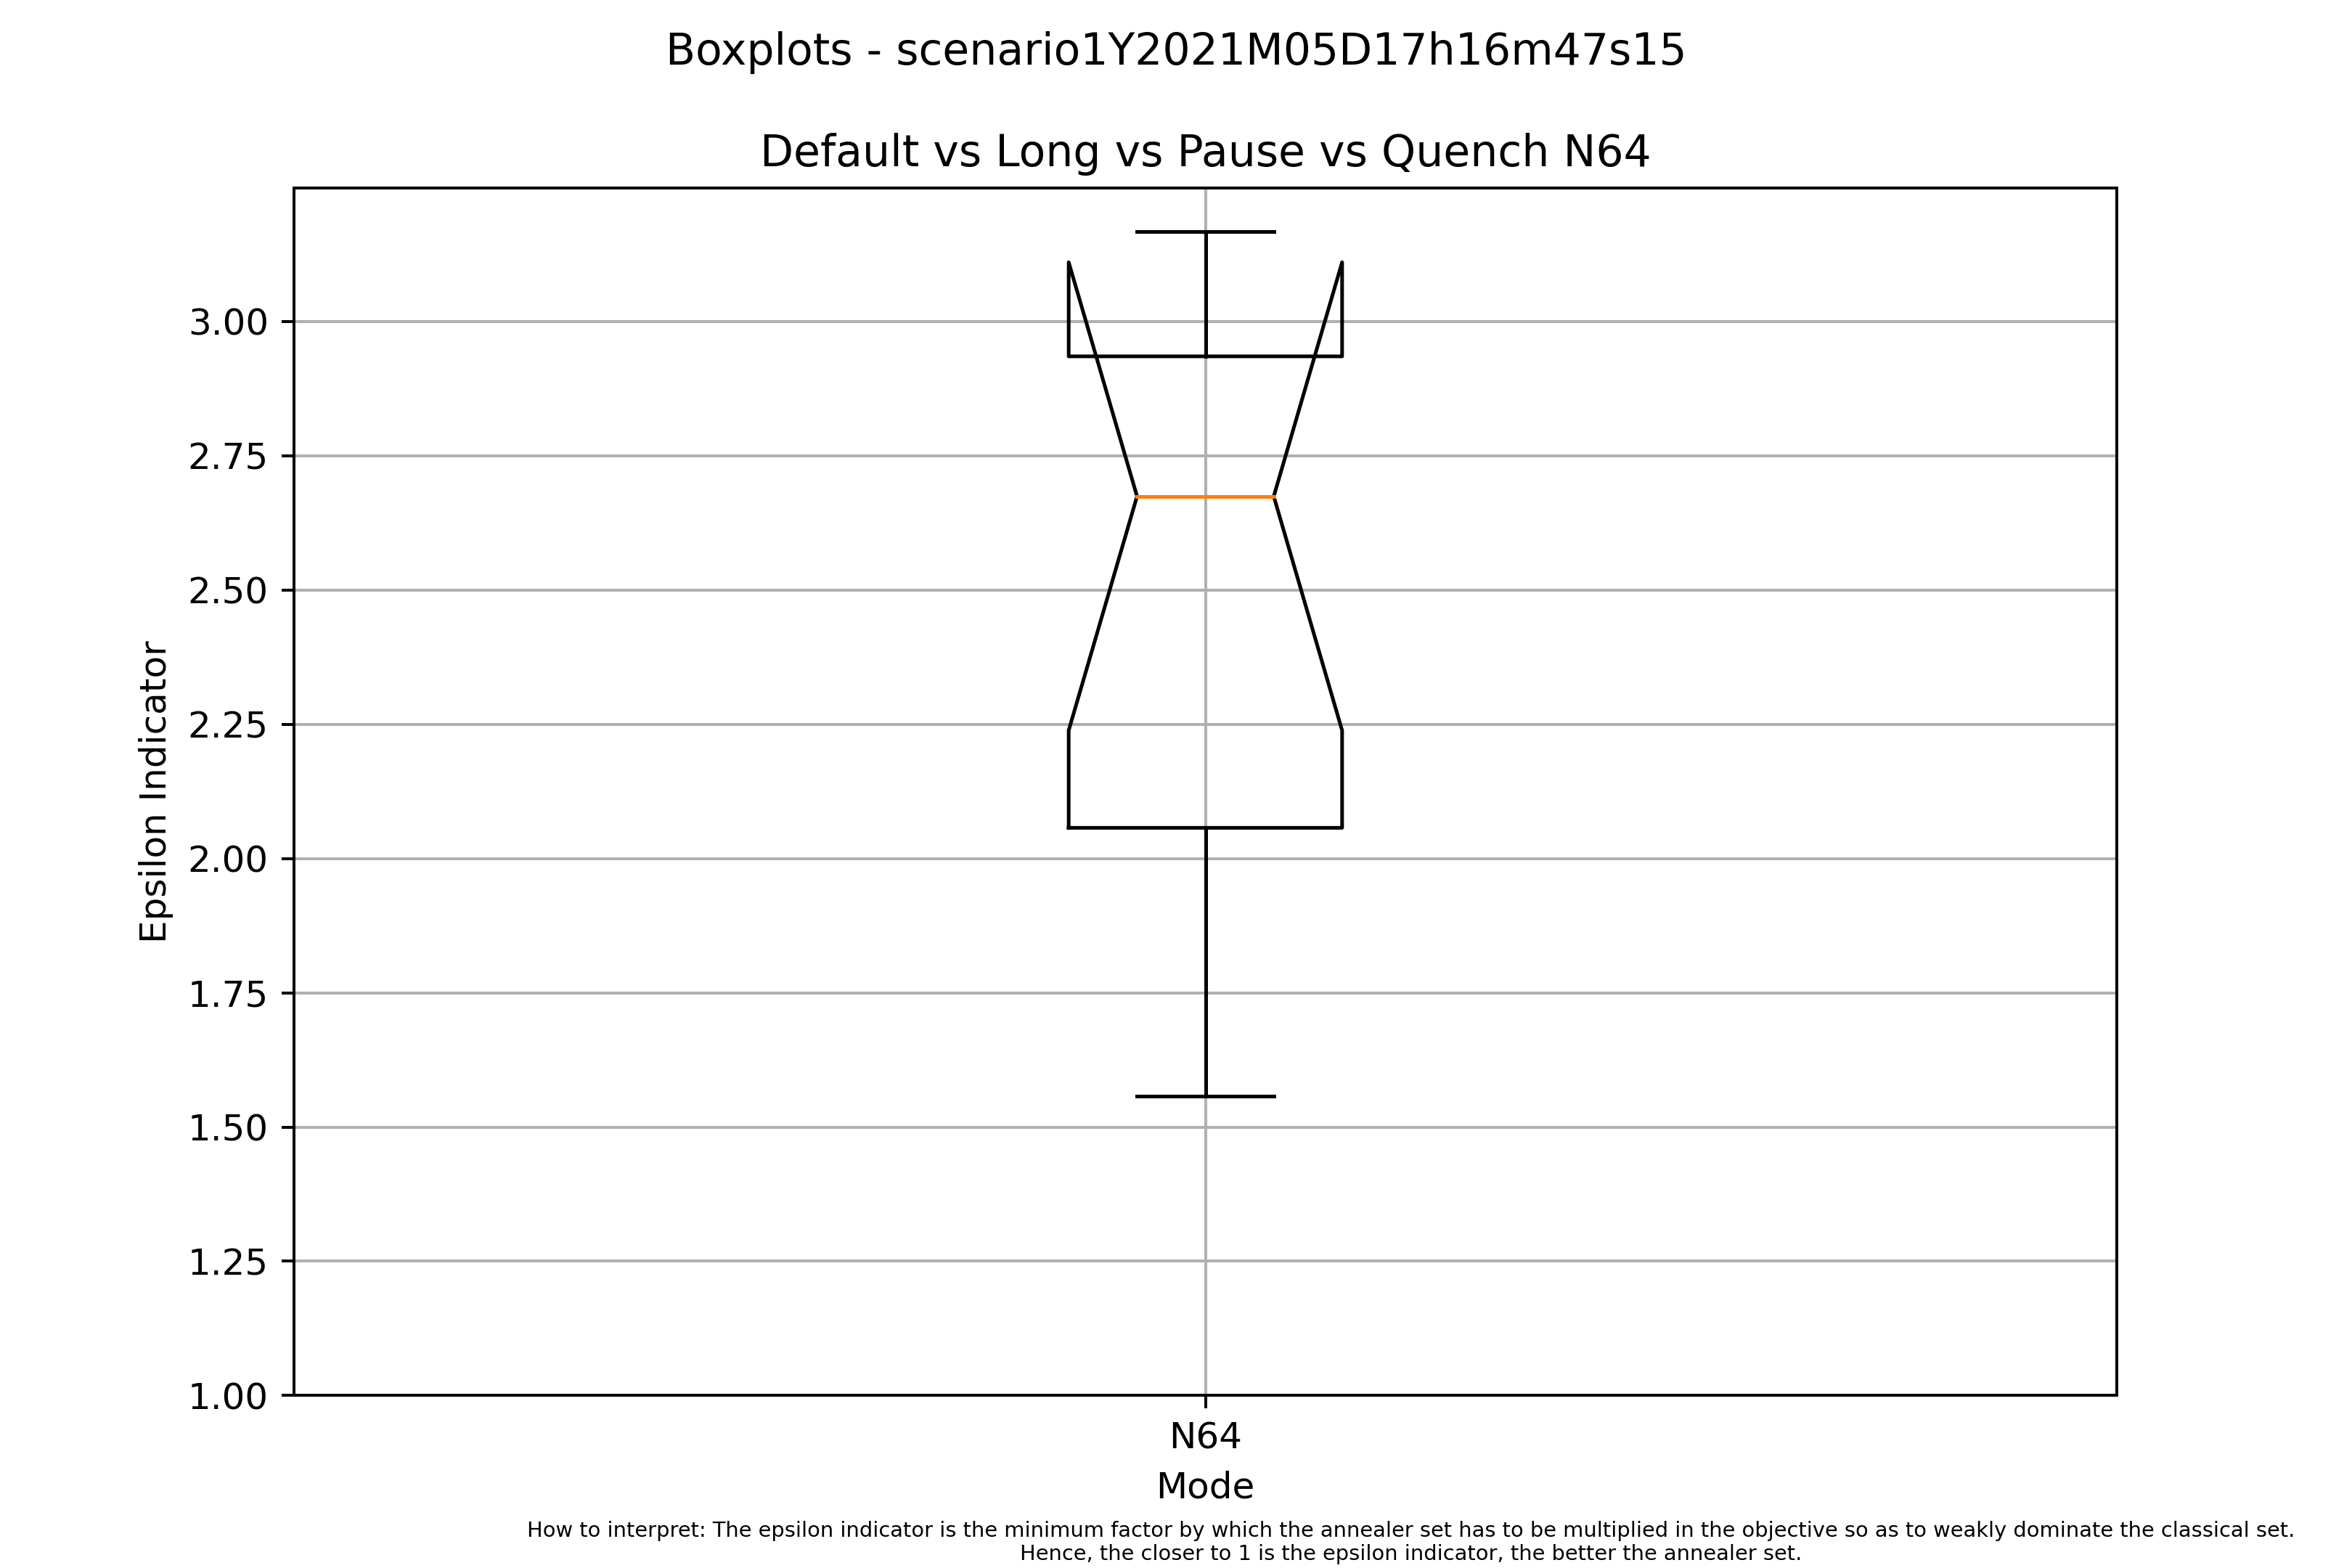 Boxplots - scenario1Y2021M05D17h16m47s15
Default vs Long vs Pause vs Quench N64
3.00
2.75
2.50
2.25
2.00
1.75
1.50
1.25
1.00
Epsilon Indicator
N64
Mode
How to interpret: The epsilon indicator is the minimum factor by which the annealer set has to be multiplied in the objective so as to weakly dominate the classical set.
Hence, the closer to 1 is the epsilon indicator, the better the annealer set.